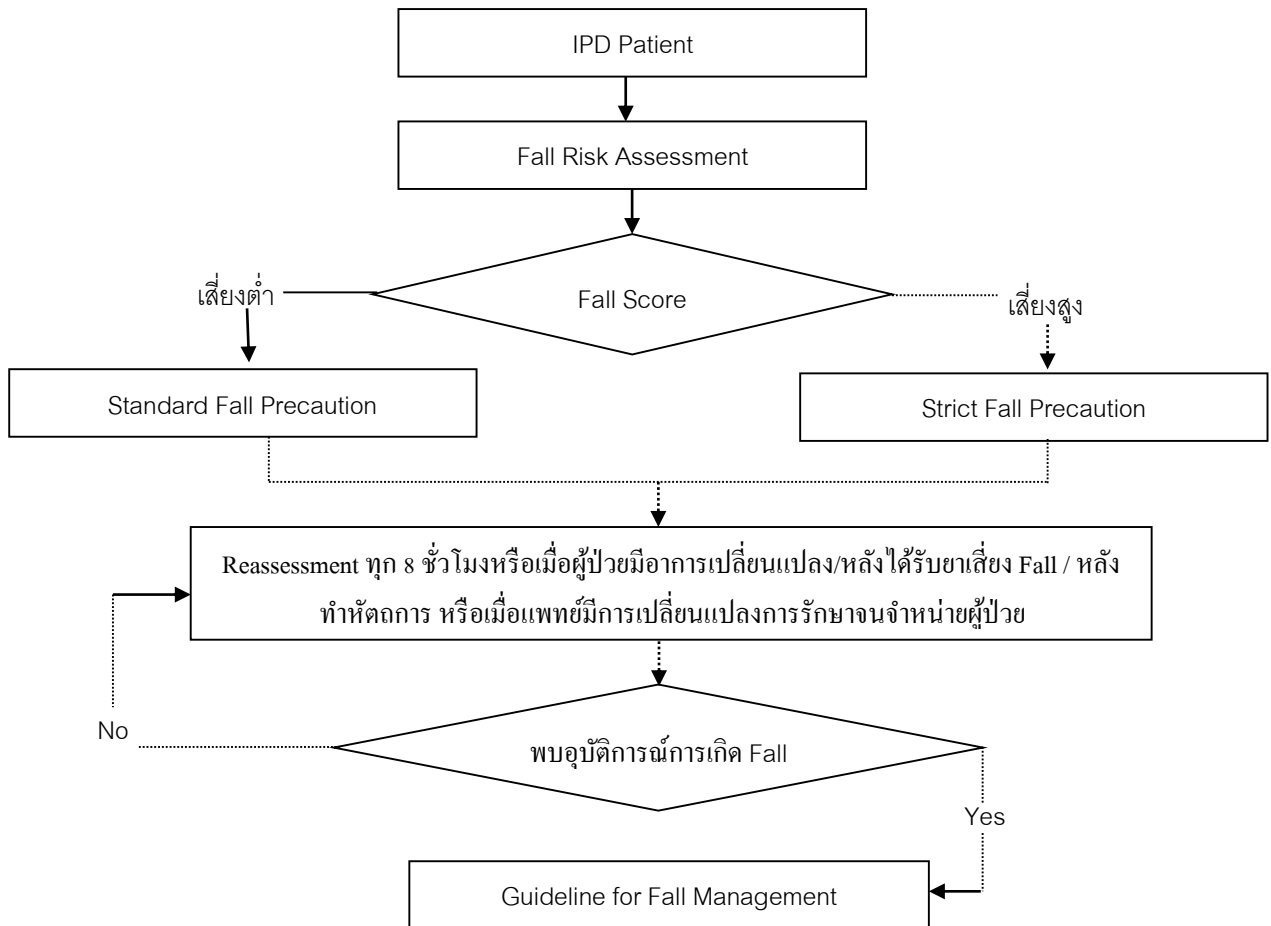 IPD Patient
Fall Risk Assessment
Fall Score
เสี่ยงต่ำ
เสี่ยงสูง
Standard Fall Precaution
Strict Fall Precaution
Reassessment ทุก 8 ชั่วโมงหรือเมื่อผู้ป่วยมีอาการเปลี่ยนแปลง/หลังได้รับยาเสี่ยง Fall / หลัง
ทำหัตถการ หรือเมื่อแพทย์มีการเปลี่ยนแปลงการรักษาจนจำหน่ายผู้ป่วย
No
พบอุบัติการณ์การเกิด Fall
Yes
Guideline for Fall Management